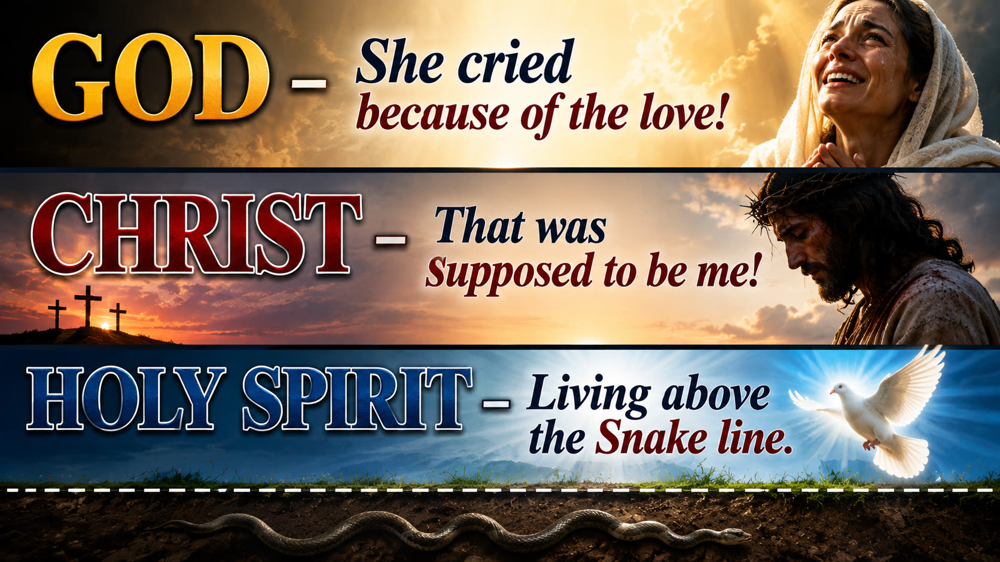 GOD – She cried
because of the love!
CHRIST – That was
supposed to be me!
HOLY SPIRIT – Living above
the Snake line.